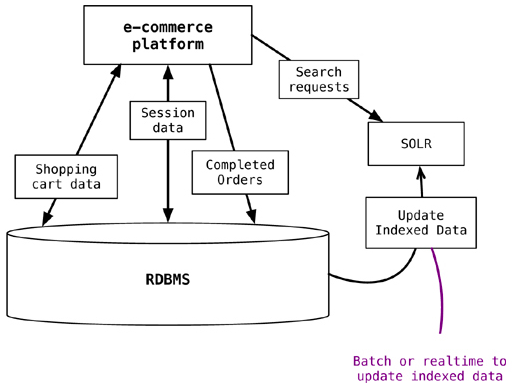 e-commerce
platform
Search
requests
Session
data
SOLR
Shopping
cart data
Completed
Orders
Update
Indexed Data
RDBMS
Batch or realtime to
update indexed data